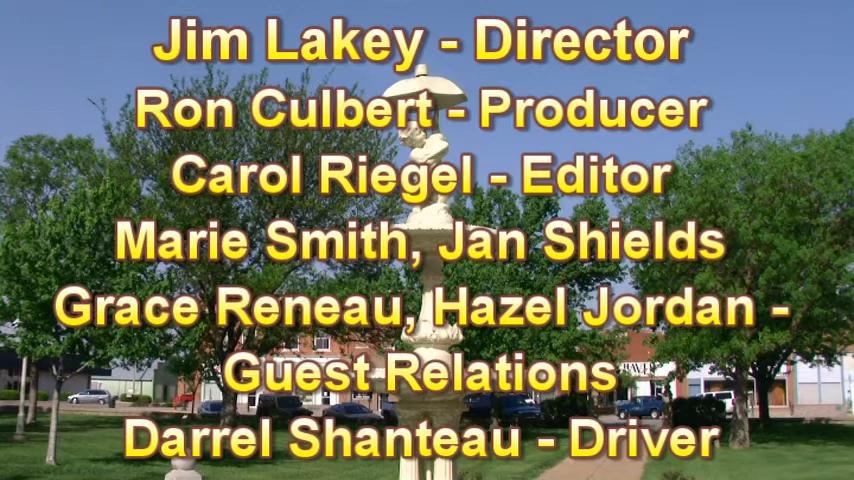 Jim Lakey - Director
Ron Culbert - Producer
Carol Riegel - Editor
Marie Smith, Jan Shields
Grace Reneau, Hazel Jordan -
Guest Relations
Darrel Shanteau - Driver